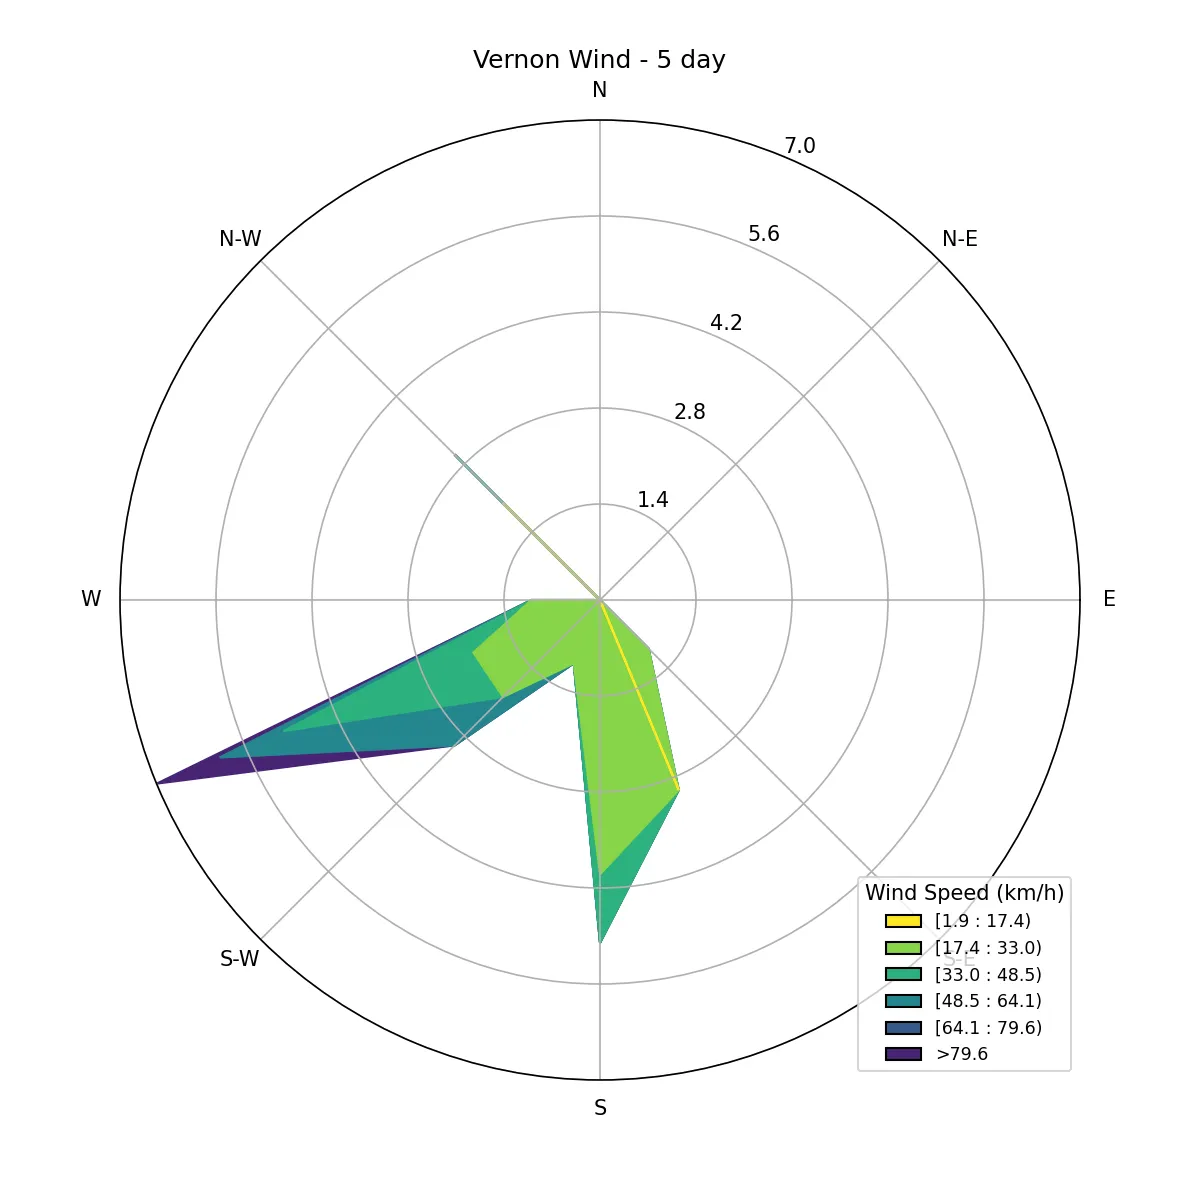 Vernon Wind - 5 day
N
7.0
N-W
5.6
N-E
4.2
2.8
1.4
W
E
Wind Speed (km/h)
[1.9 : 17.4)
[17.4 : 33.0)
S-W
S-E
[33.0 : 48.5)
[48.5 : 64.1)
[64.1 : 79.6)
>79.6
S